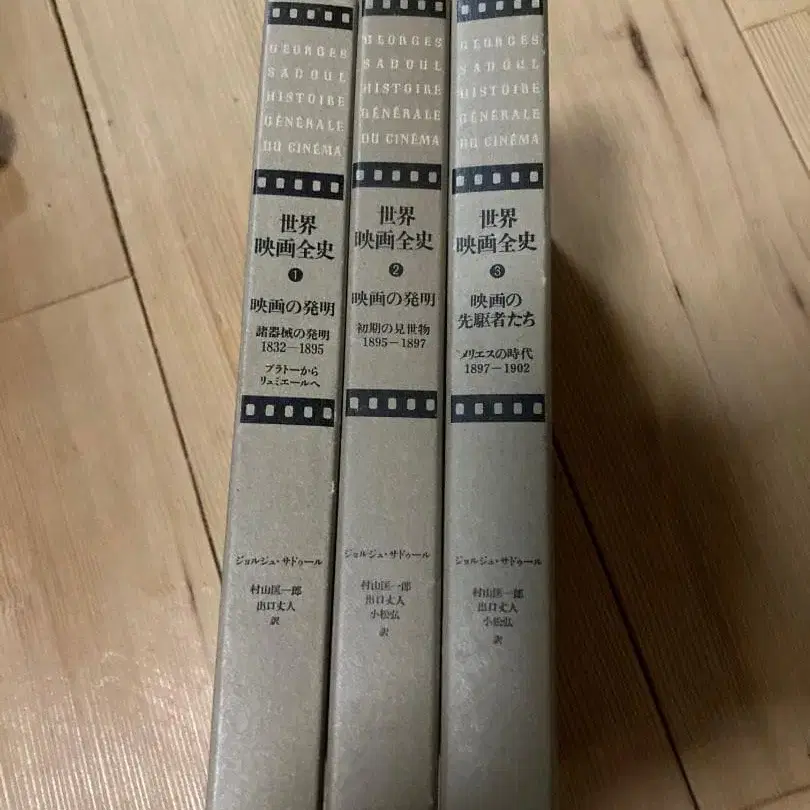 GEORGES
SADOUL
HISTOIRE
GÉNÉRALE
DU CINÉMA
世界
映画全史
1
映画の発明
諸器械の発明
1832-1895
プラトーから
リュミエールへ
ジョルジュ・サドゥール
村山匡一郎
出口丈人
訳
GEORGES
SADOUL
HISTOIRE
GÉNÉRALE
DU CINÉMA
世界
映画全史
2
映画の発明
初期の見世物
1895-1897
ジョルジュ・サドゥール
村山匡一郎
出口丈人
小松弘
訳
GEORGES
SADOUL
HISTOIRE
GÉNÉRALE
DU CINÉMA
世界
映画全史
3
映画の
先駆者たち
メリエスの時代
1897-1902
ジョルジュ・サドゥール
村山匡一郎
出口丈人
小松弘
訳